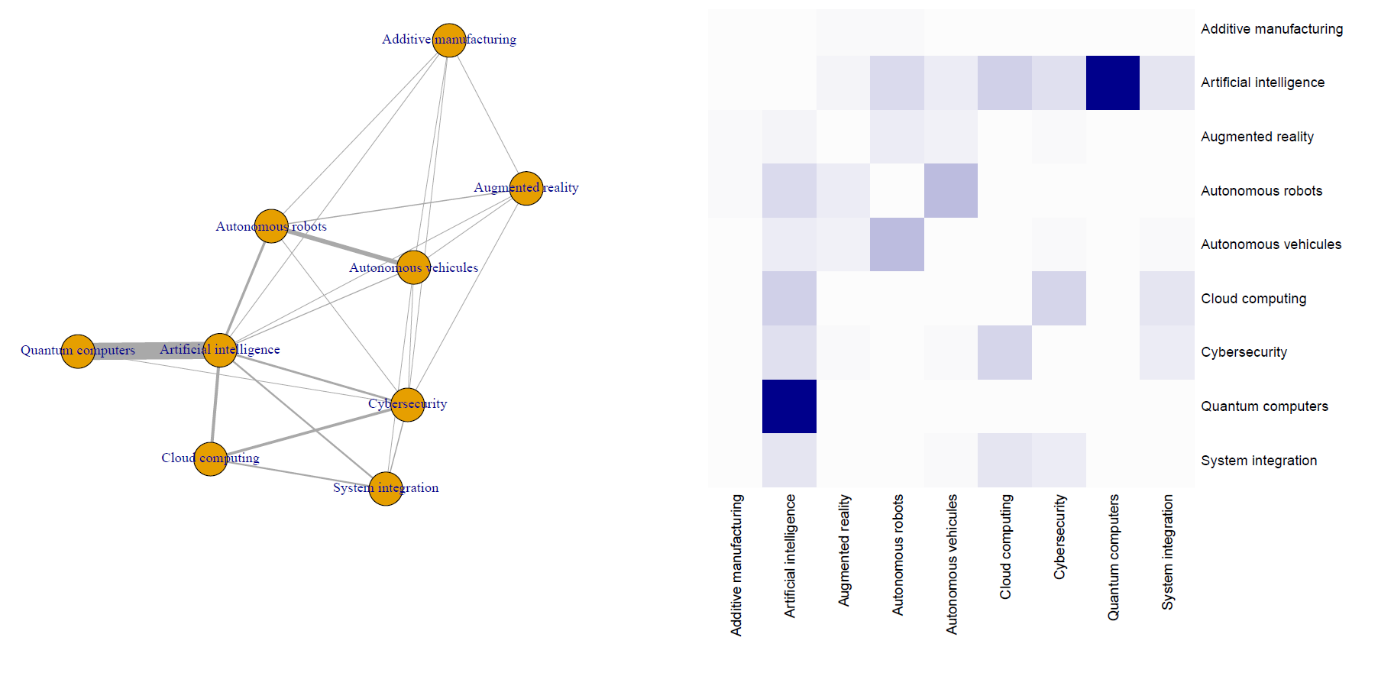 Additive manufacturing
Augmented reality
Autonomous robots
Autonomous vehicules
Quantum computers
Artificial intelligence
Cybersecurity
Cloud computing
System integration
Additive manufacturing
Artificial intelligence
Augmented reality
Autonomous robots
Autonomous vehicules
Cloud computing
Cybersecurity
Quantum computers
System integration
Additive manufacturing
Artificial intelligence
Augmented reality
Autonomous robots
Autonomous vehicules
Cloud computing
Cybersecurity
Quantum computers
System integration